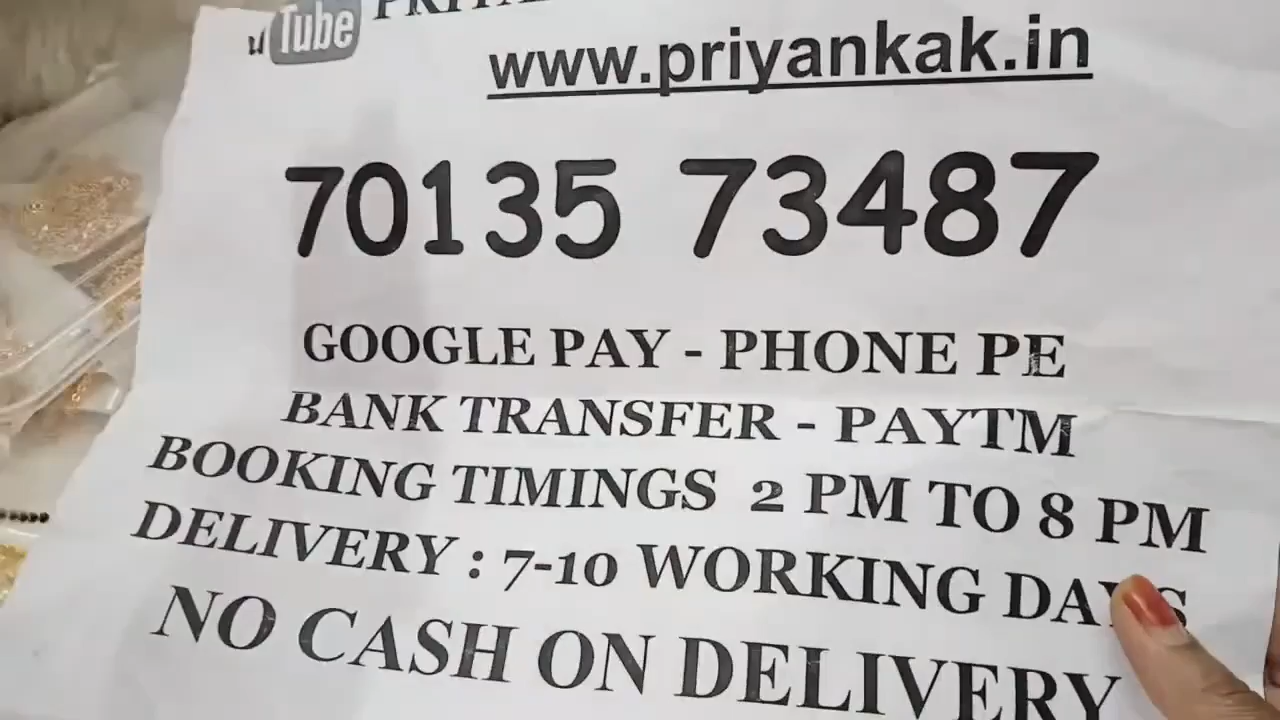 Tube
www.priyankak.in
70135 73487
GOOGLE PAY - PHONE PE
BANK TRANSFER - PAYTM
BOOKING TIMINGS 2 PM TO 8 PM
DELIVERY : 7-10 WORKING DAYS
NO CASH ON DELIVERY